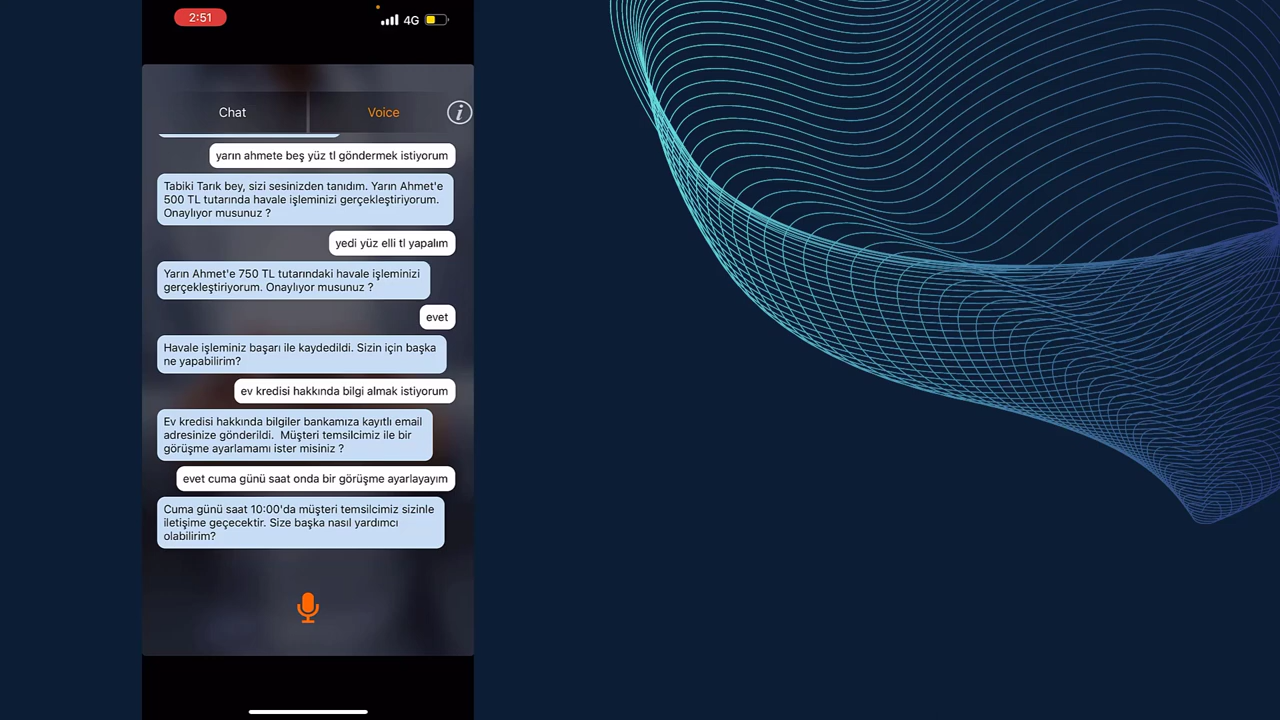 2:51
4G
Chat
Voice
i
yarın ahmete beş yüz tl göndermek istiyorum
Tabiki Tarık bey, sizi sesinizden tanıdım. Yarın Ahmet'e
500 TL tutarında havale işleminizi gerçekleştiriyorum.
Onaylıyor musunuz ?
yedi yüz elli tl yapalım
Yarın Ahmet'e 750 TL tutarındaki havale işleminizi
gerçekleştiriyorum. Onaylıyor musunuz ?
evet
Havale işleminiz başarı ile kaydedildi. Sizin için başka
ne yapabilirim?
ev kredisi hakkında bilgi almak istiyorum
Ev kredisi hakkında bilgiler bankamıza kayıtlı email
adresinize gönderildi.  Müşteri temsilcimiz ile bir
görüşme ayarlamamı ister misiniz ?
evet cuma günü saat onda bir görüşme ayarlayayım
Cuma günü saat 10:00'da müşteri temsilcimiz sizinle
iletişime geçecektir. Size başka nasıl yardımcı
olabilirim?